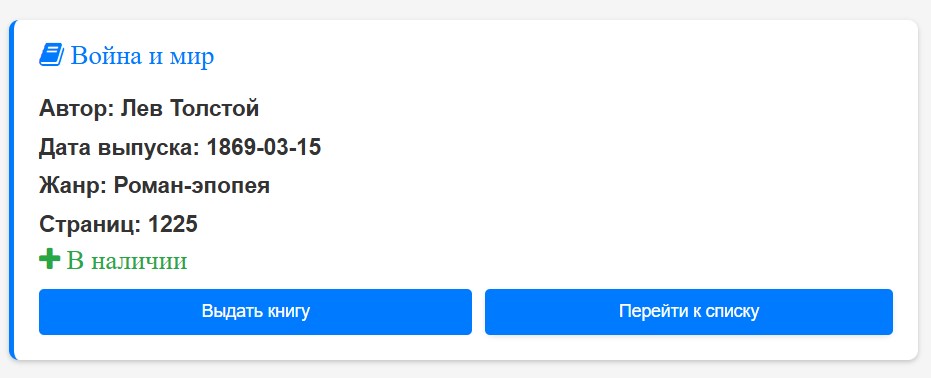 Война и мир
Автор: Лев Толстой
Дата выпуска: 1869-03-15
Жанр: Роман-эпопея
Страниц: 1225
В наличии
Выдать книгу
Перейти к списку